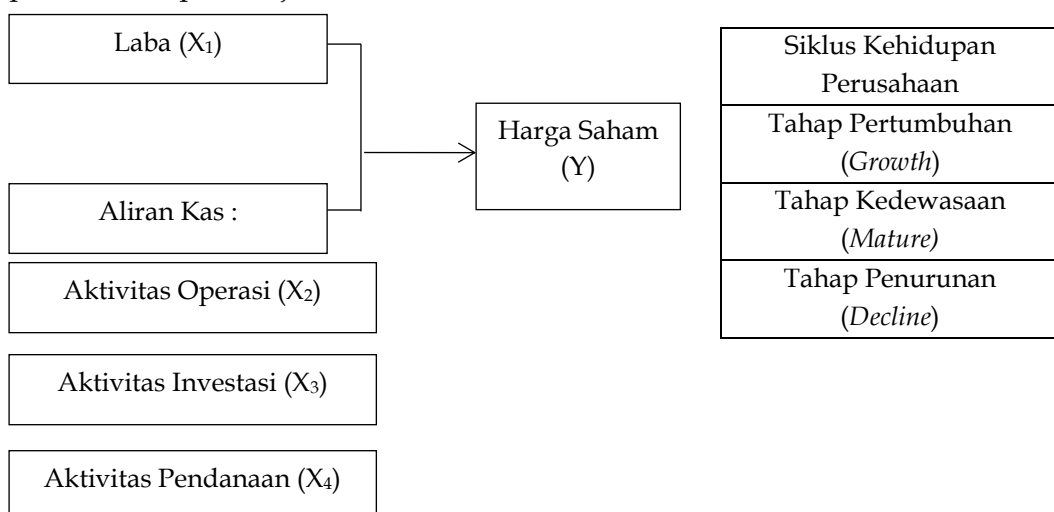 Laba (X₁)
Aliran Kas :
Aktivitas Operasi (X₂)
Aktivitas Investasi (X₃)
Aktivitas Pendanaan (X₄)
Harga Saham
(Y)
Siklus Kehidupan
Perusahaan
Tahap Pertumbuhan
(Growth)
Tahap Kedewasaan
(Mature)
Tahap Penurunan
(Decline)